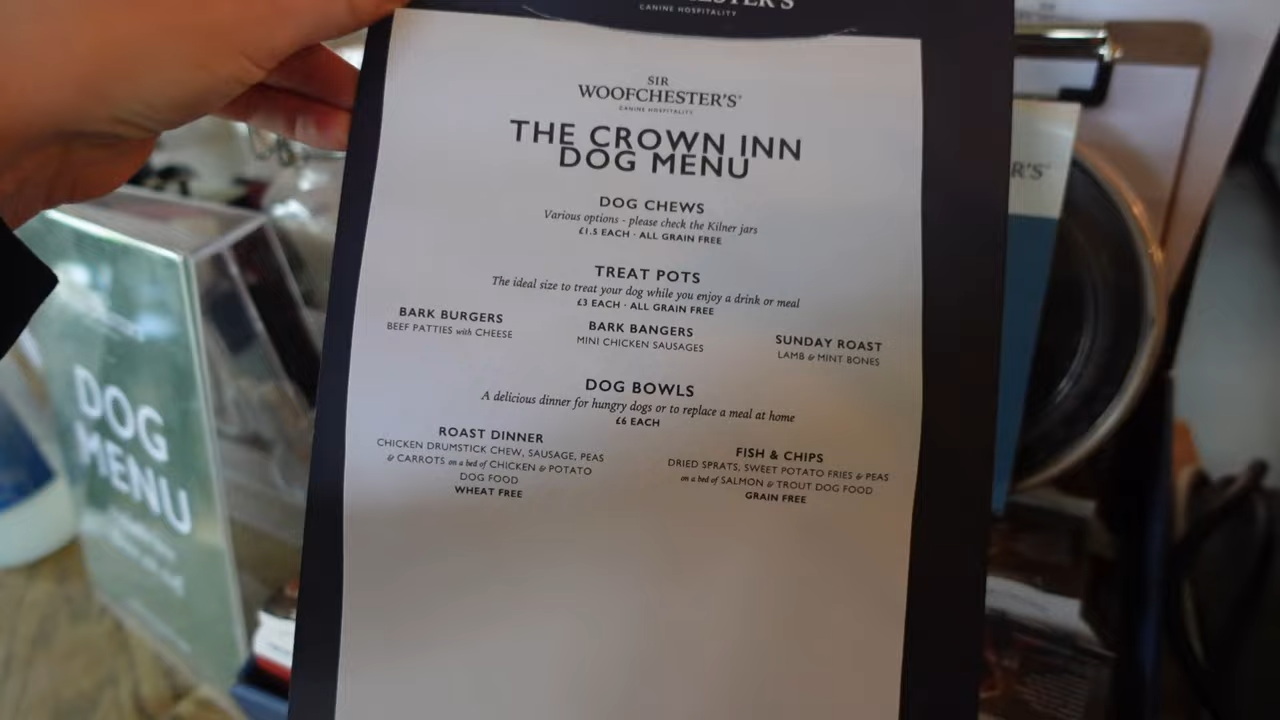 CANINE HOSPITALITY
SIR
WOOFCHESTER'S
CANINE HOSPITALITY
THE CROWN INN
DOG MENU
DOG CHEWS
Various options - please check the Kilner jars
£1.5 EACH · ALL GRAIN FREE
TREAT POTS
The ideal size to treat your dog while you enjoy a drink or meal
£3 EACH · ALL GRAIN FREE
BARK BURGERS
BEEF PATTIES with CHEESE
BARK BANGERS
MINI CHICKEN SAUSAGES
SUNDAY ROAST
LAMB & MINT BONES
DOG BOWLS
A delicious dinner for hungry dogs or to replace a meal at home
£6 EACH
ROAST DINNER
CHICKEN DRUMSTICK CHEW, SAUSAGE, PEAS
& CARROTS on a bed of CHICKEN & POTATO
DOG FOOD
WHEAT FREE
FISH & CHIPS
DRIED SPRATS, SWEET POTATO FRIES & PEAS
on a bed of SALMON & TROUT DOG FOOD
GRAIN FREE
DOG
MENU